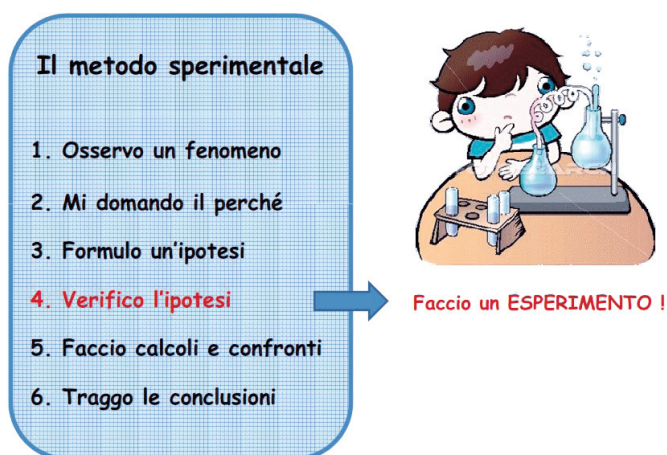 Il metodo sperimentale
1. Osservo un fenomeno
2. Mi domando il perché
3. Formulo un'ipotesi
4. Verifico l'ipotesi
5. Faccio calcoli e confronti
6. Traggo le conclusioni
Faccio un ESPERIMENTO !